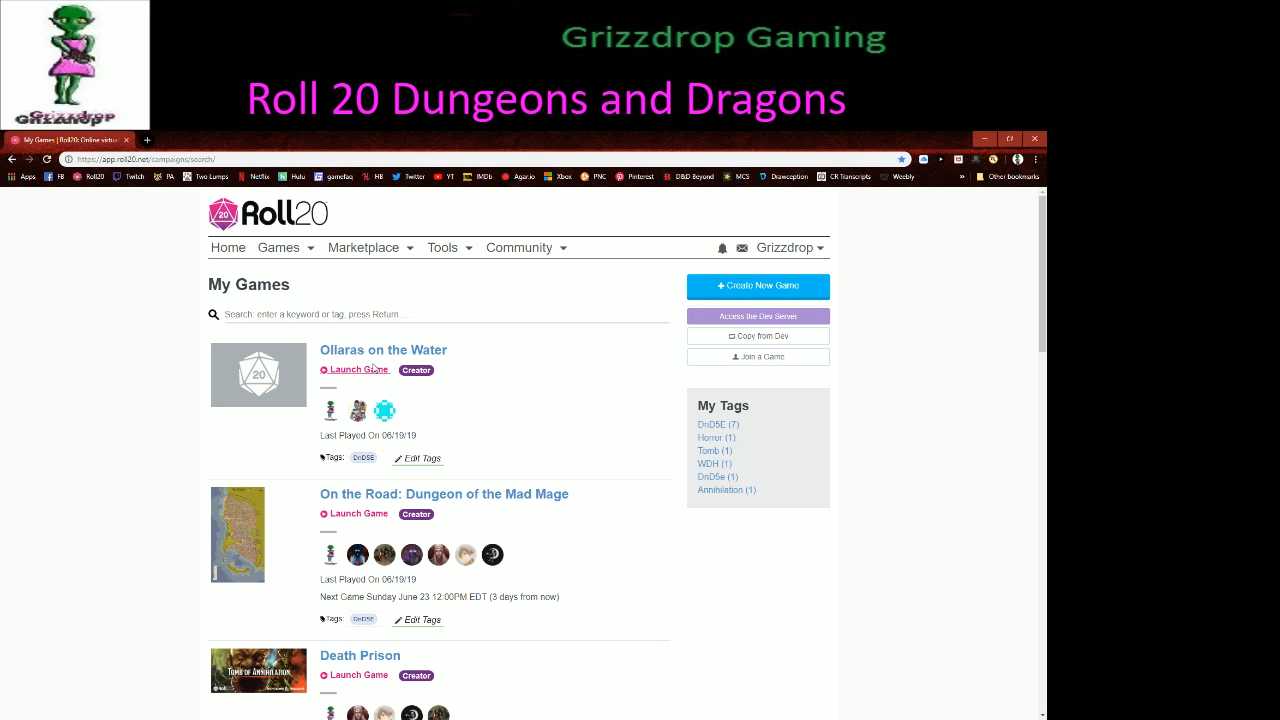 Grizzdrop Gaming
Roll 20 Dungeons and Dragons
Grizzdrop
My Games | Roll20: Online virtu
https://app.roll20.net/campaigns/search/
Apps FB Roll20 Twitch PA Two Lumps Netflix Hulu gamefaq HB Twitter YT IMDb Agar.io Xbox PNC Pinterest D&D Beyond MCS Drawception CR Transcripts Weebly » Other bookmarks
20 Roll20
Home Games Marketplace Tools Community Grizzdrop
My Games
+ Create New Game
Search: enter a keyword or tag, press Return ....
Access the Dev Server
Copy from Dev
Join a Game
20
Ollaras on the Water
Launch Game Creator
Last Played On 06/19/19
Tags: DnD5E Edit Tags
My Tags
DnD5E (7)
Horror (1)
Tomb (1)
WDH (1)
DnD5e (1)
Annihilation (1)
On the Road: Dungeon of the Mad Mage
Launch Game Creator
Last Played On 06/19/19
Next Game Sunday June 23 12:00PM EDT (3 days from now)
Tags: DnD5E Edit Tags
TOMB OF ANNIHILATION
Death Prison
Launch Game Creator